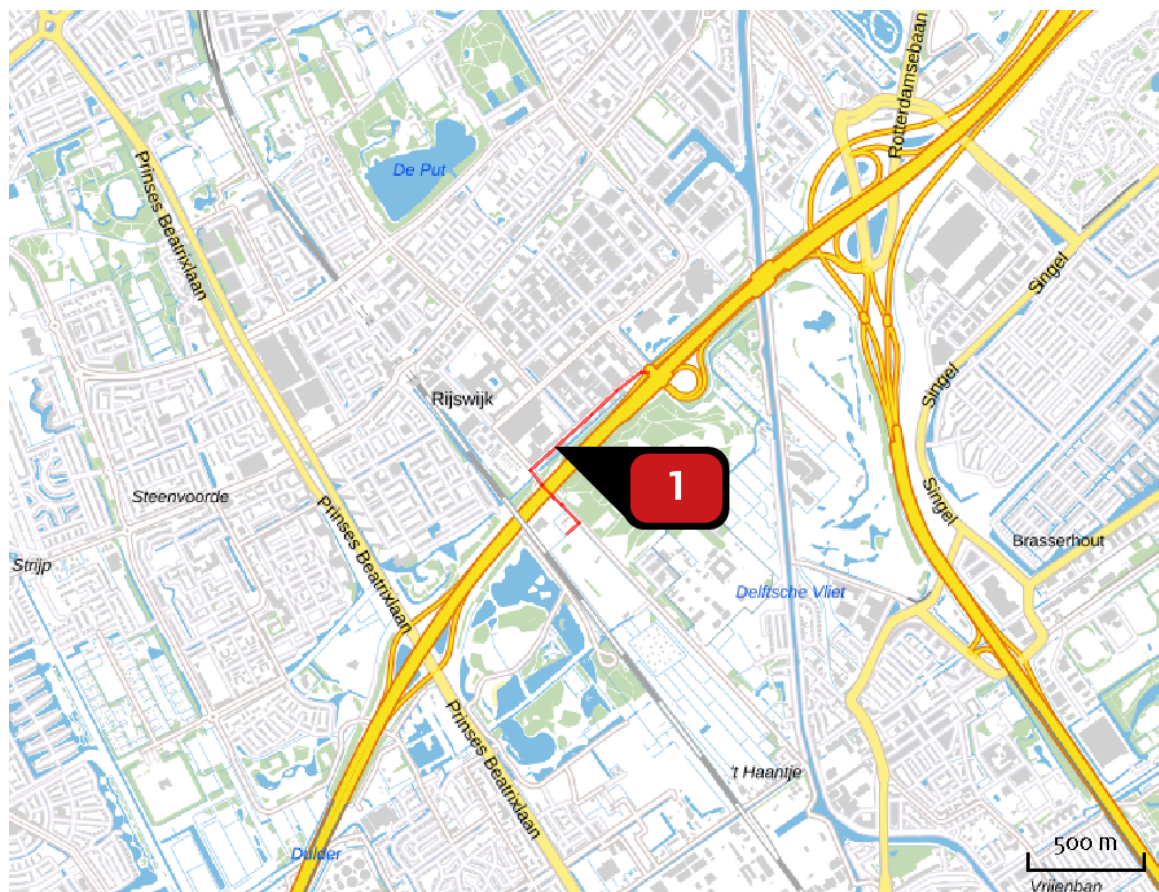 Rotterdamsebaan
Prinses Beatrixlaan
De Put
Singel
Rijswijk
Singel
1
Steenvoorde
Singel
Prinses Beatrixlaan
Brasserhout
Strijp
Delftsche Vliet
Prinses Beatrixlaan
't Haantje
500 m
Dulder
Vrijenban